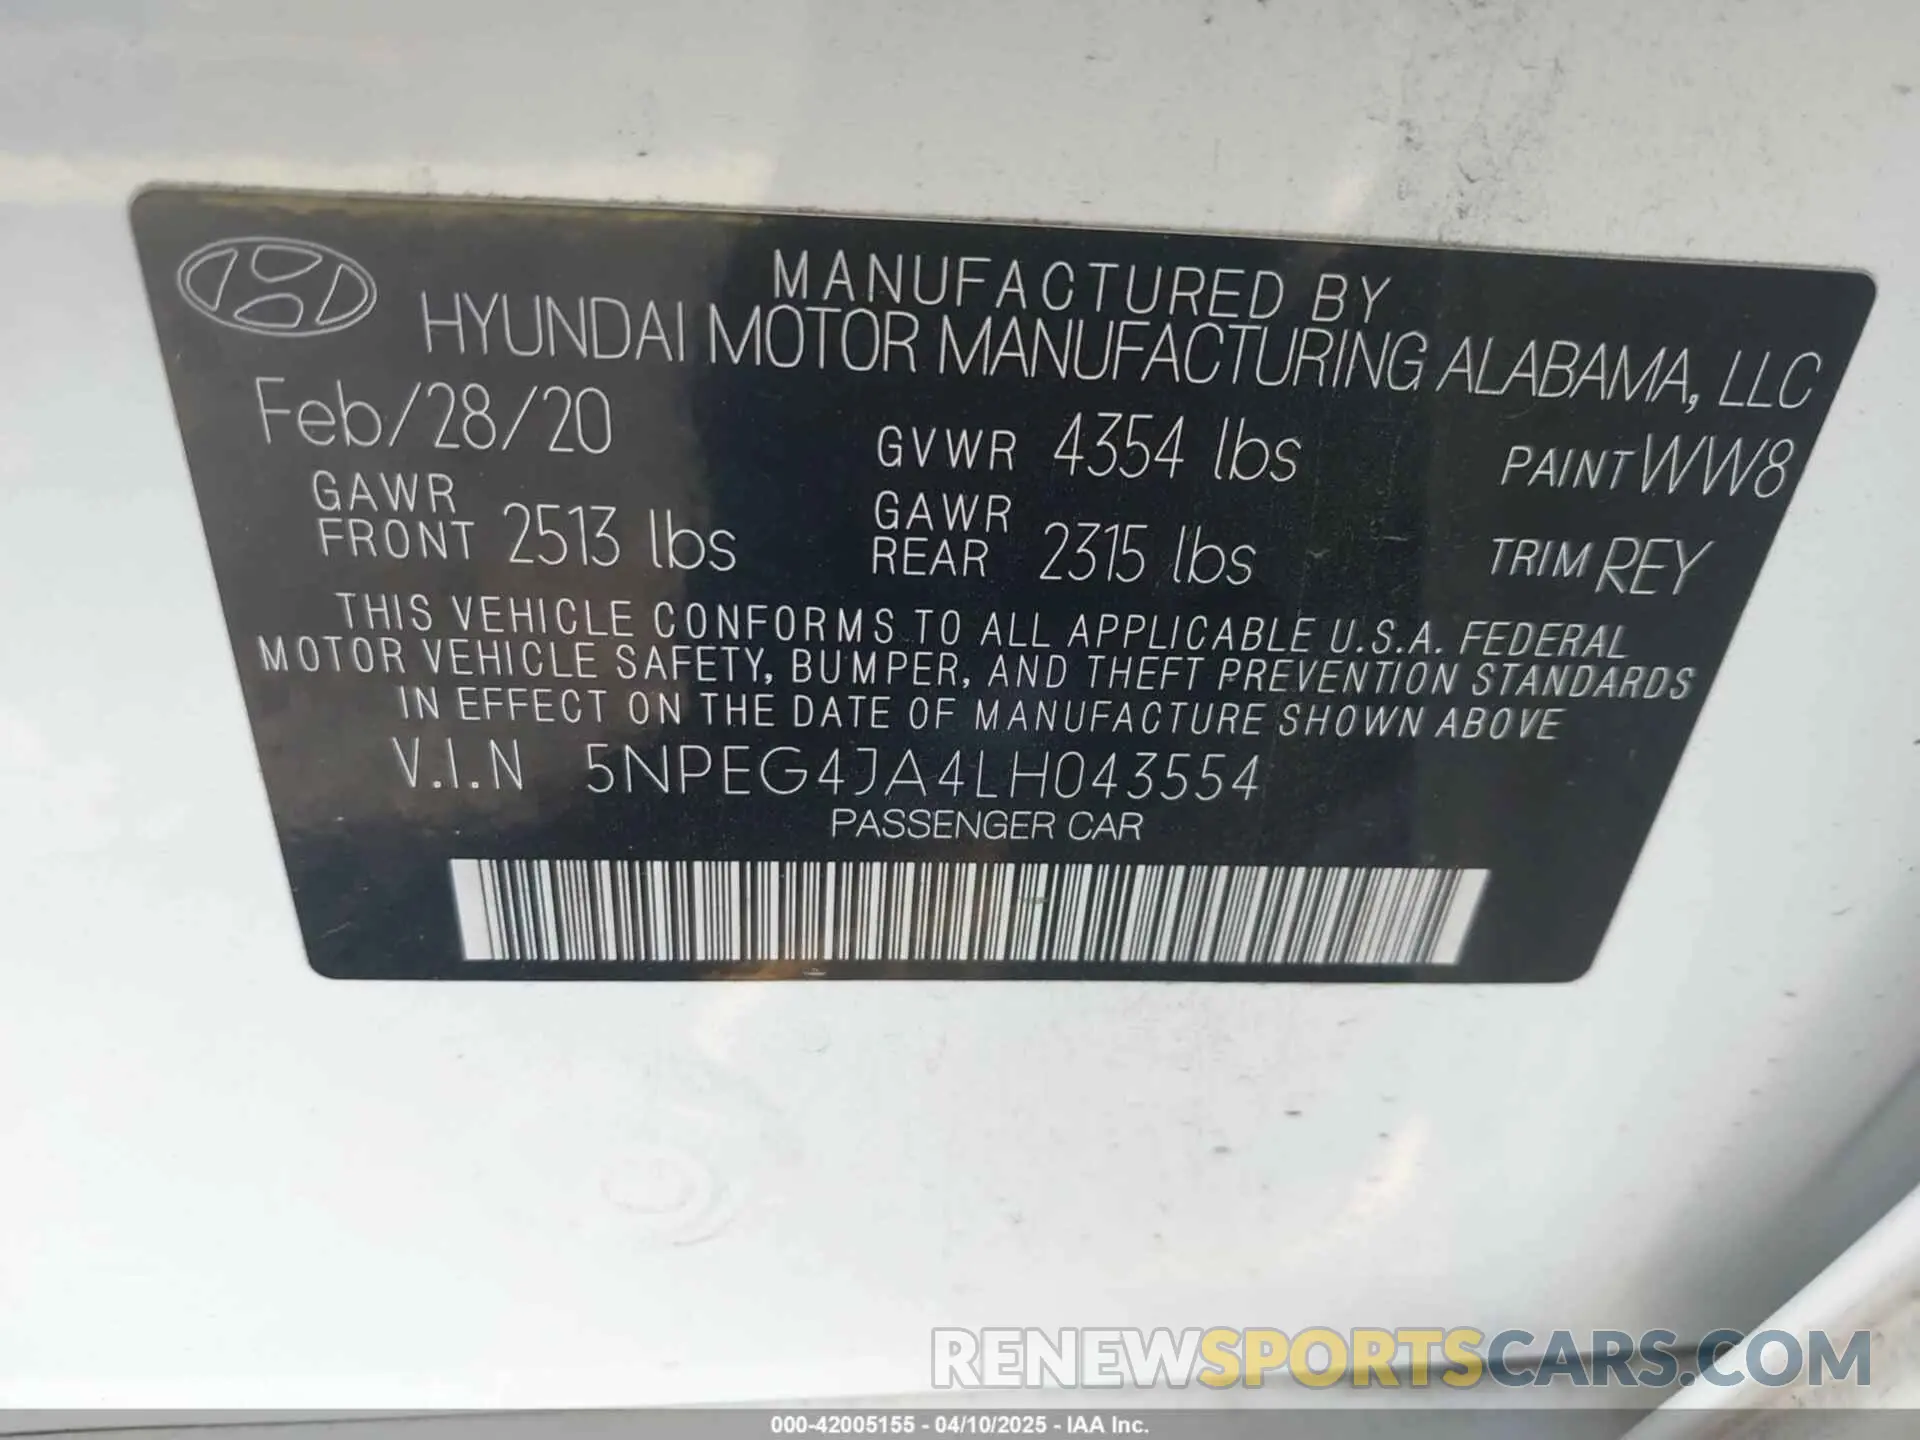 MANUFACTURED BY
HYUNDAI MOTOR MANUFACTURING ALABAMA, LLC
Feb/28/20 GVWR 4354 lbs PAINT WW8
GAWR FRONT 2513 lbs GAWR REAR 2315 lbs TRIM REY
THIS VEHICLE CONFORMS TO ALL APPLICABLE U.S.A. FEDERAL
MOTOR VEHICLE SAFETY, BUMPER, AND THEFT PREVENTION STANDARDS
IN EFFECT ON THE DATE OF MANUFACTURE SHOWN ABOVE
V.I.N 5NPEG4JA4LH043554
PASSENGER CAR
RENEWSPORTSCARS.COM
000-42005155 - 04/10/2025 - IAA Inc.